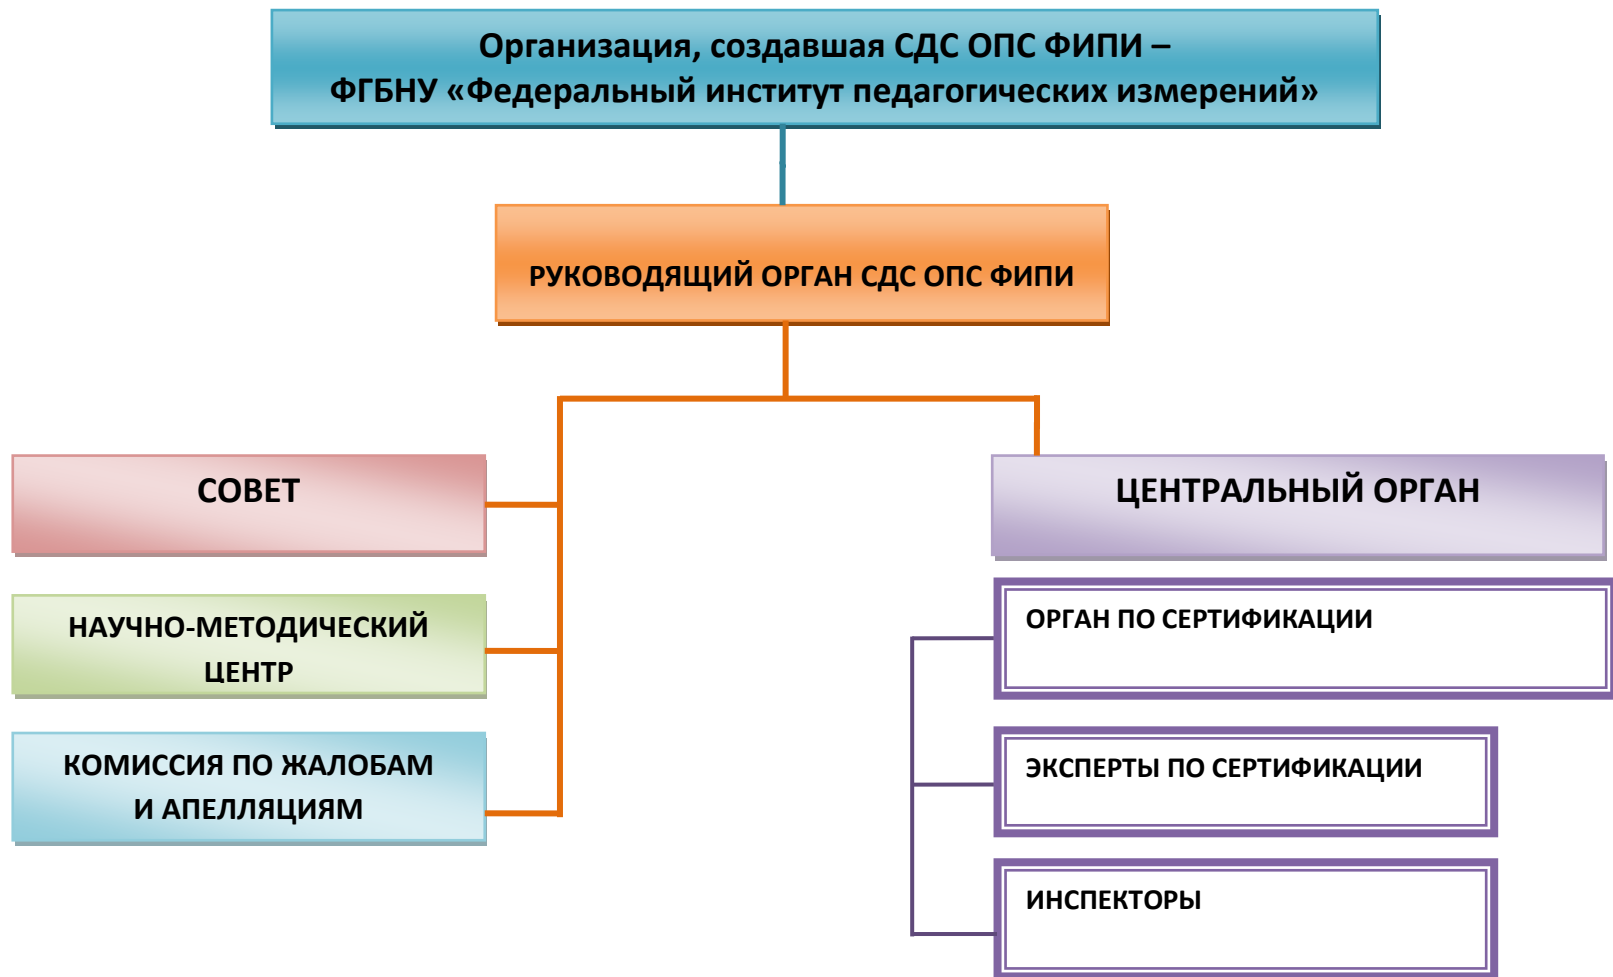 Организация, создавшая СДС ОПС ФИПИ –
ФГБНУ «Федеральный институт педагогических измерений»
РУКОВОДЯЩИЙ ОРГАН СДС ОПС ФИПИ
СОВЕТ
НАУЧНО-МЕТОДИЧЕСКИЙ
ЦЕНТР
КОМИССИЯ ПО ЖАЛОБАМ
И АПЕЛЛЯЦИЯМ
ЦЕНТРАЛЬНЫЙ ОРГАН
ОРГАН ПО СЕРТИФИКАЦИИ
ЭКСПЕРТЫ ПО СЕРТИФИКАЦИИ
ИНСПЕКТОРЫ